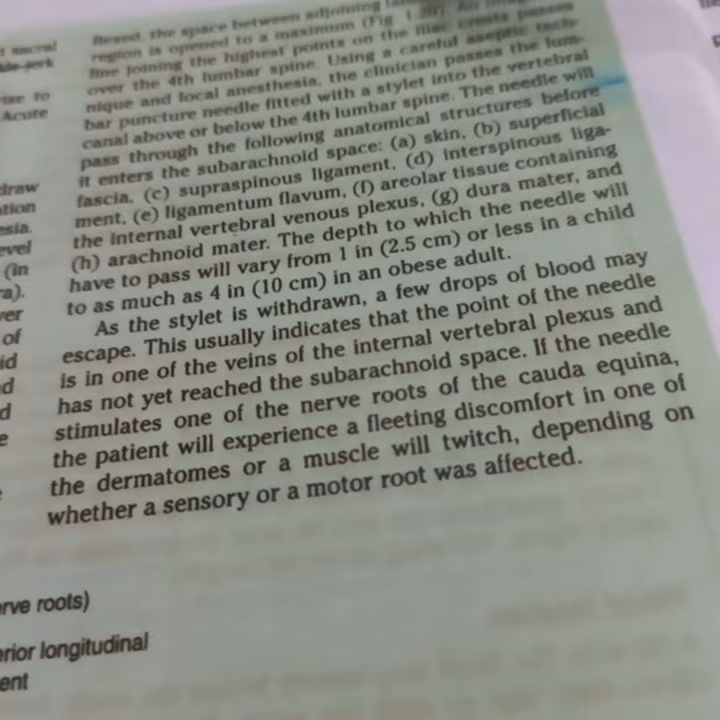 flexed, the space between adjoining
region is opened to a maximum (Fig. 1.20). An
line joining the highest points on the iliac crests passes
over the 4th lumbar spine. Using a careful aseptic tech-
nique and local anesthesia, the clinician passes the lum-
bar puncture needle fitted with a stylet into the vertebral
canal above or below the 4th lumbar spine. The needle will
pass through the following anatomical structures before
it enters the subarachnoid space: (a) skin, (b) superficial
fascia, (c) supraspinous ligament, (d) interspinous liga-
ment, (e) ligamentum flavum, (f) areolar tissue containing
the internal vertebral venous plexus, (g) dura mater, and
(h) arachnoid mater. The depth to which the needle will
have to pass will vary from 1 in (2.5 cm) or less in a child
to as much as 4 in (10 cm) in an obese adult.
As the stylet is withdrawn, a few drops of blood may
escape. This usually indicates that the point of the needle
is in one of the veins of the internal vertebral plexus and
has not yet reached the subarachnoid space. If the needle
stimulates one of the nerve roots of the cauda equina,
the patient will experience a fleeting discomfort in one of
the dermatomes or a muscle will twitch, depending on
whether a sensory or a motor root was affected.
sacral
Acute
draw
(in
of
erve roots)
erior longitudinal
ent